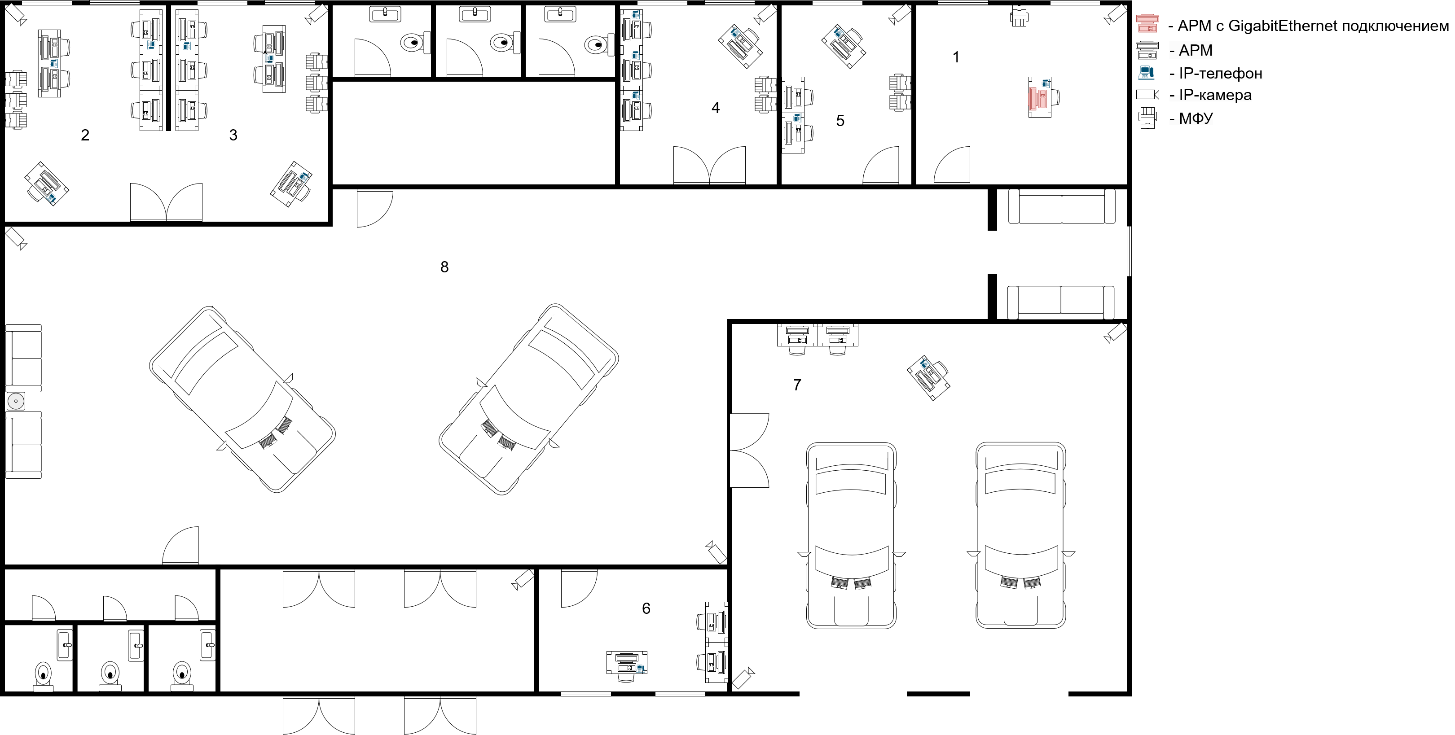 1
- АРМ с GigabitEthernet подключением
- АРМ
- IP-телефон
- IP-камера
- МФУ
2
3
4
5
8
7
6